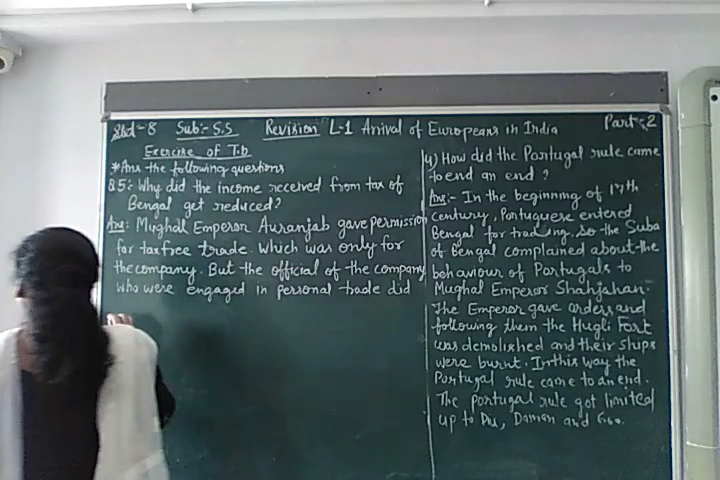 Std-8 Sub:- S.S Revision L-1 Arrival of Europeans in India Part-2
Exercise of T.b
*Ans the following questions
Q.5:- Why did the income received from tax of
Bengal get reduced?
Ans: Mughal Emperor Auranjab gave permission
for taxfree trade. Which was only for
the company. But the official of the company
who were engaged in personal trade did
4) How did the Portugal rule came
to end an end?
Ans:- In the beginning of 17th
century, Portuguese entered
Bengal for trading. So the Suba
of Bengal complained about the
behaviour of Portugals to
Mughal Emperor Shahjahan-
The Emperor gave orders and
following them the Hugli Fort
was demolished and their ships
were burnt. In this way the
Portugal rule came to an end.
The Portugal rule got limited
up to Diu, Daman and Goa.